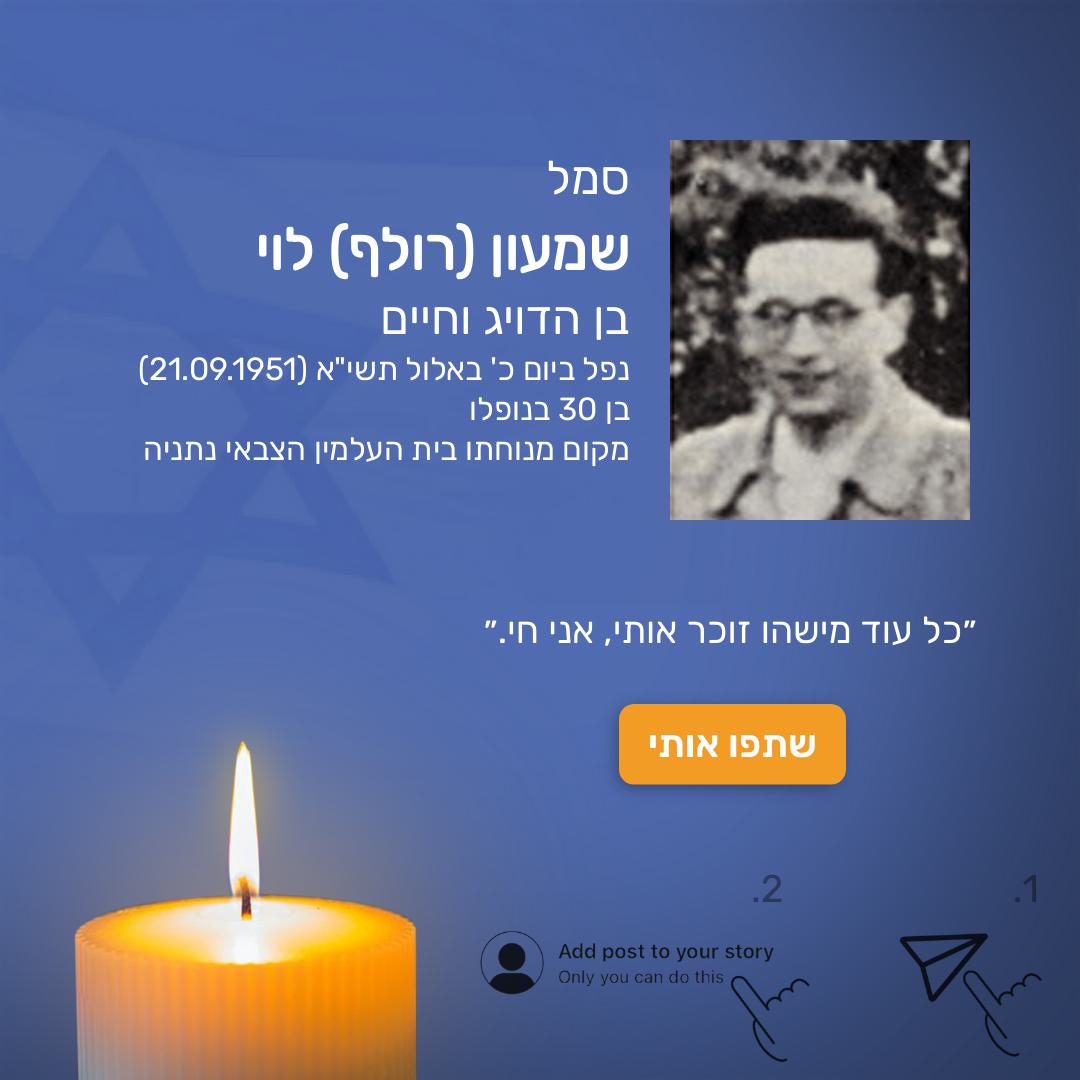 סמל
שמעון (רולף) לוי
בן הדויג וחיים
נפל ביום כ' באלול תשי"א (21.09.1951)
בן 30 בנופלו
מקום מנוחתו בית העלמין הצבאי נתניה
״כל עוד מישהו זוכר אותי, אני חי.״
שתפו אותי
.1
.2
Add post to your story
Only you can do this